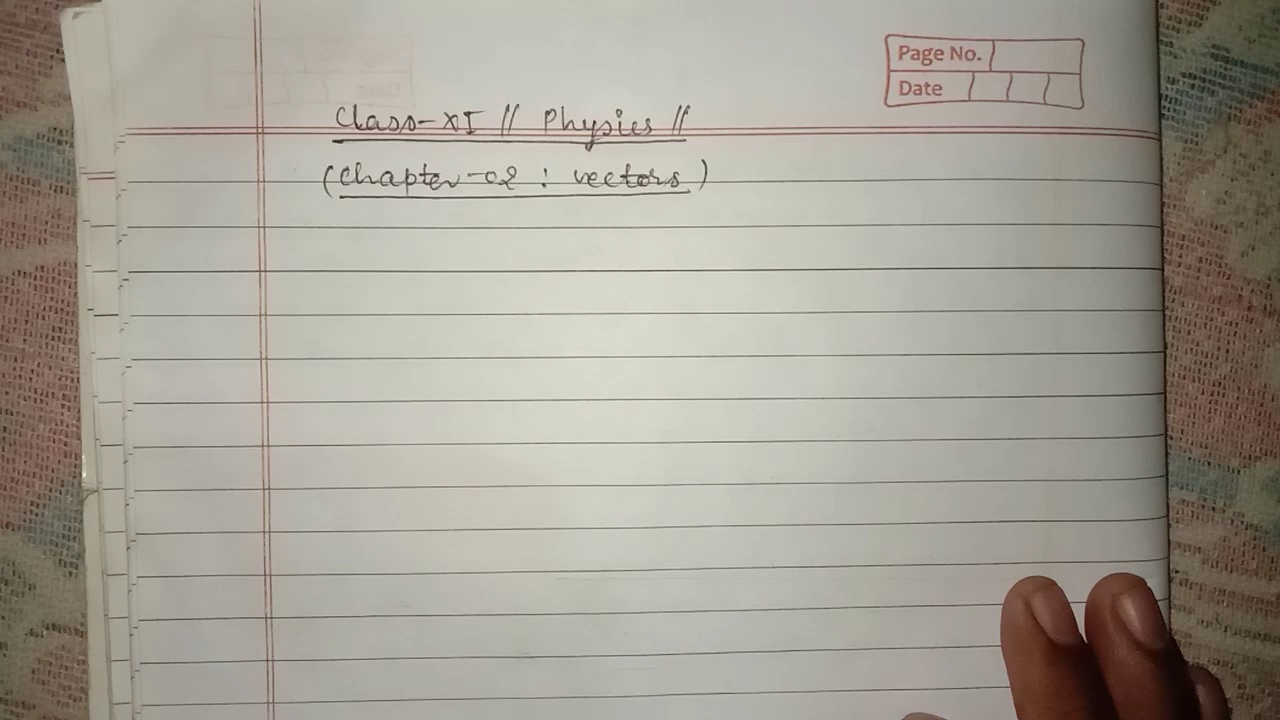 Page No.
Date
Class-XI // Physics //
(Chapter-02 : vectors)